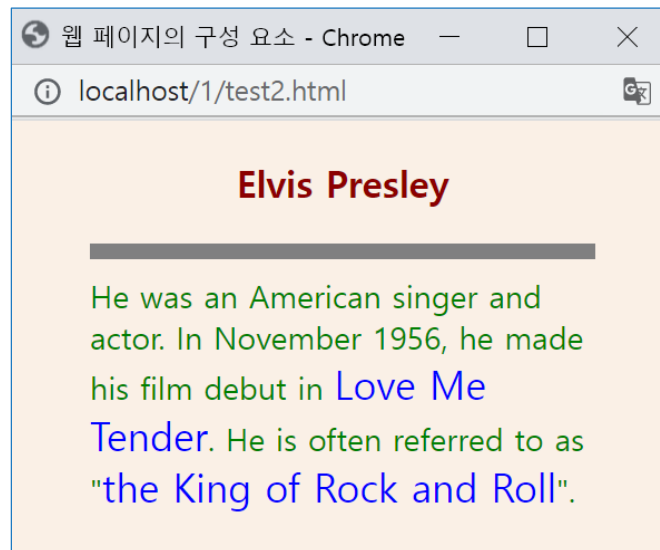 웹 페이지의 구성 요소 - Chrome
localhost/1/test2.html
Elvis Presley
He was an American singer and
actor. In November 1956, he made
his film debut in Love Me
Tender. He is often referred to as
"the King of Rock and Roll".